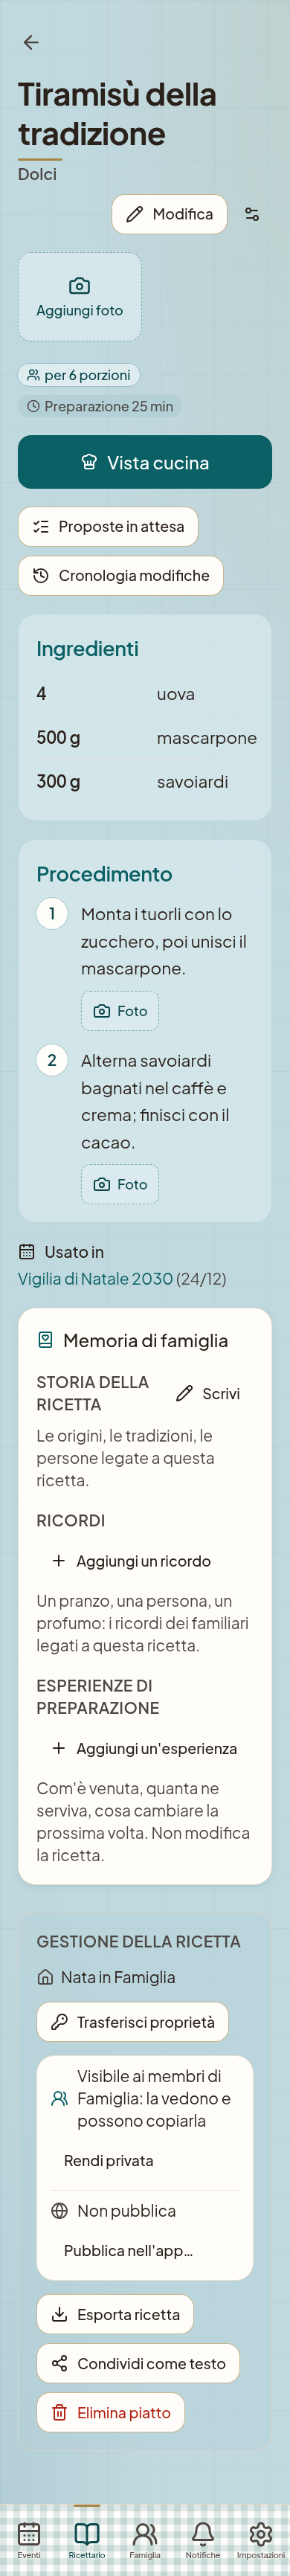 Tiramisù della
tradizione
Dolci
Modifica
Aggiungi foto
per 6 porzioni
Preparazione 25 min
Vista cucina
Proposte in attesa
Cronologia modifiche
Ingredienti
4 uova
500 g mascarpone
300 g savoiardi
Procedimento
1 Monta i tuorli con lo
zucchero, poi unisci il
mascarpone.
Foto
2 Alterna savoiardi
bagnati nel caffè e
crema; finisci con il
cacao.
Foto
Usato in
Vigilia di Natale 2030 (24/12)
Memoria di famiglia
STORIA DELLA
RICETTA
Scrivi
Le origini, le tradizioni, le
persone legate a questa
ricetta.
RICORDI
Aggiungi un ricordo
Un pranzo, una persona, un
profumo: i ricordi dei familiari
legati a questa ricetta.
ESPERIENZE DI
PREPARAZIONE
Aggiungi un'esperienza
Com'è venuta, quanta ne
serviva, cosa cambiare la
prossima volta. Non modifica
la ricetta.
GESTIONE DELLA RICETTA
Nata in Famiglia
Trasferisci proprietà
Visibile ai membri di
Famiglia: la vedono e
possono copiarla
Rendi privata
Non pubblica
Pubblica nell'app…
Esporta ricetta
Condividi come testo
Elimina piatto
Eventi Ricettario Famiglia Notifiche Impostazioni